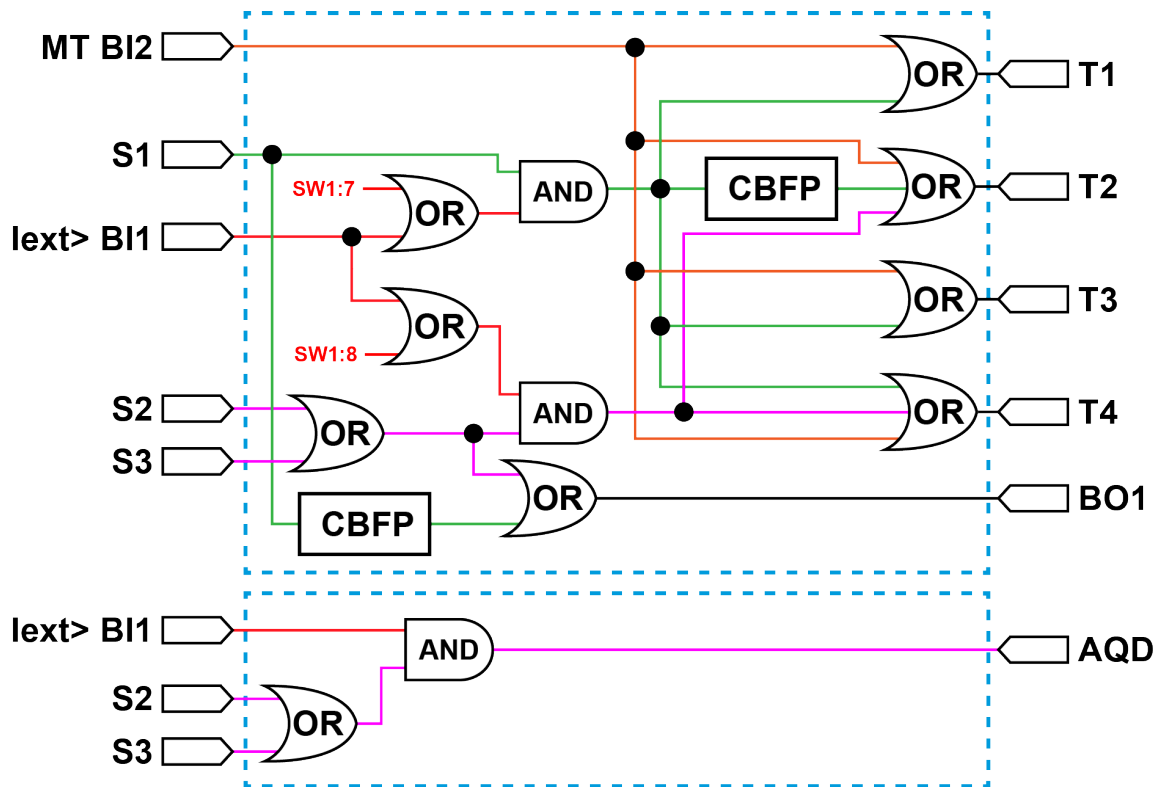 MT BI2
OR
T1
S1
SW1:7
OR
AND
CBFP
OR
T2
Iext> BI1
OR
SW1:8
OR
T3
S2
OR
AND
OR
T4
S3
CBFP
OR
BO1
Iext> BI1
AND
AQD
S2
OR
S3